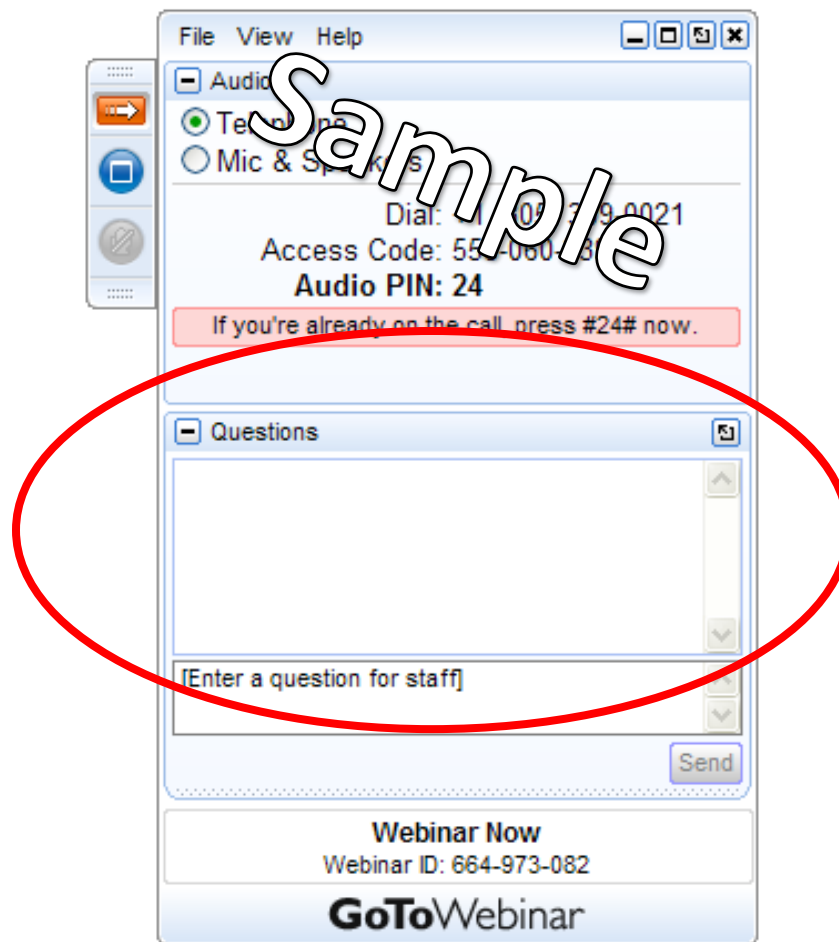 File View Help
Audio
Sample
Telephone
Mic & Speakers
Dial:
Access Code:
Audio PIN: 24
If you're already on the call, press #24# now.
Questions
[Enter a question for staff]
Send
Webinar Now
Webinar ID: 664-973-082
GoToWebinar